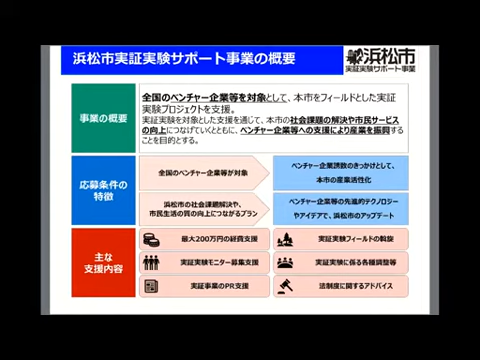 浜松市実証実験サポート事業の概要
浜松市
実証実験サポート事業
事業の概要
全国のベンチャー企業等を対象として、本市をフィールドとした実証
実験プロジェクトを支援。
実証実験を対象とした支援を通じて、本市の社会課題の解決や市民サービス
の向上につなげていくとともに、ベンチャー企業等への支援により産業を振興する
ことを目的とする。
応募条件の
特徴
全国のベンチャー企業等が対象
ベンチャー企業誘致のきっかけとして、
本市の産業活性化
浜松市の社会課題の解決や、
市民生活の質の向上につながるプラン
ベンチャー企業等の先進的テクノロジー
やアイデアで、浜松市のアップデート
主な
支援内容
最大200万円の経費支援
実証実験フィールドの斡旋
実証実験モニター募集支援
実証実験に係る各種調整等
実証事業のPR支援
法制度に関するアドバイス